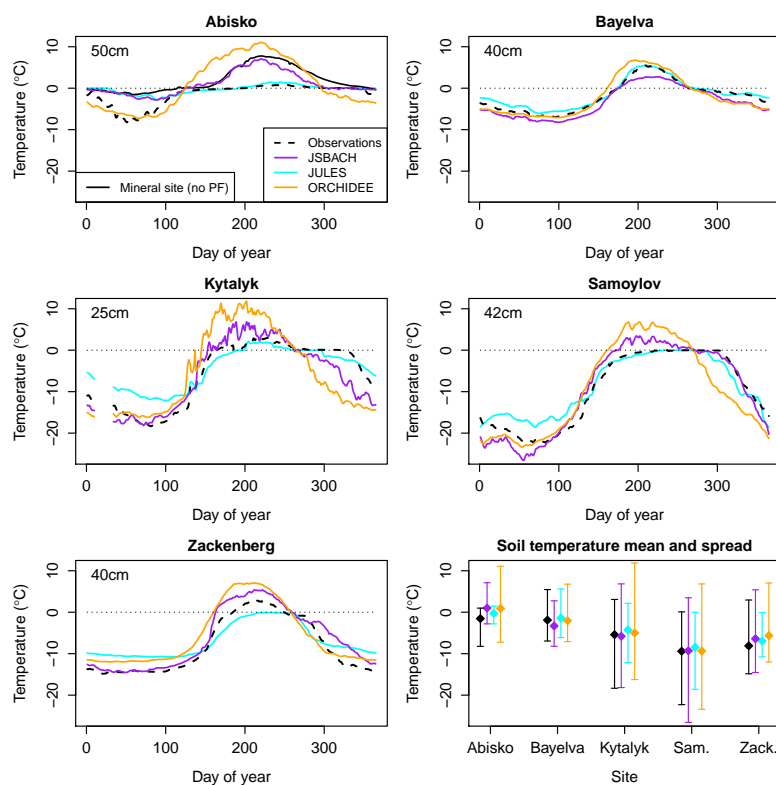 Abisko
50cm
10
0
−10
−20
Temperature (°C)
Observations
JSBACH
JULES
ORCHIDEE
Mineral site (no PF)
0 100 200 300
Day of year
Bayelva
40cm
10
0
−10
−20
Temperature (°C)
0 100 200 300
Day of year
Kytalyk
25cm
10
0
−10
−20
Temperature (°C)
0 100 200 300
Day of year
Samoylov
42cm
10
0
−10
−20
Temperature (°C)
0 100 200 300
Day of year
Zackenberg
40cm
10
0
−10
−20
Temperature (°C)
0 100 200 300
Day of year
Soil temperature mean and spread
10
0
−10
−20
Temperature (°C)
Abisko Bayelva Kytalyk Sam. Zack.
Site